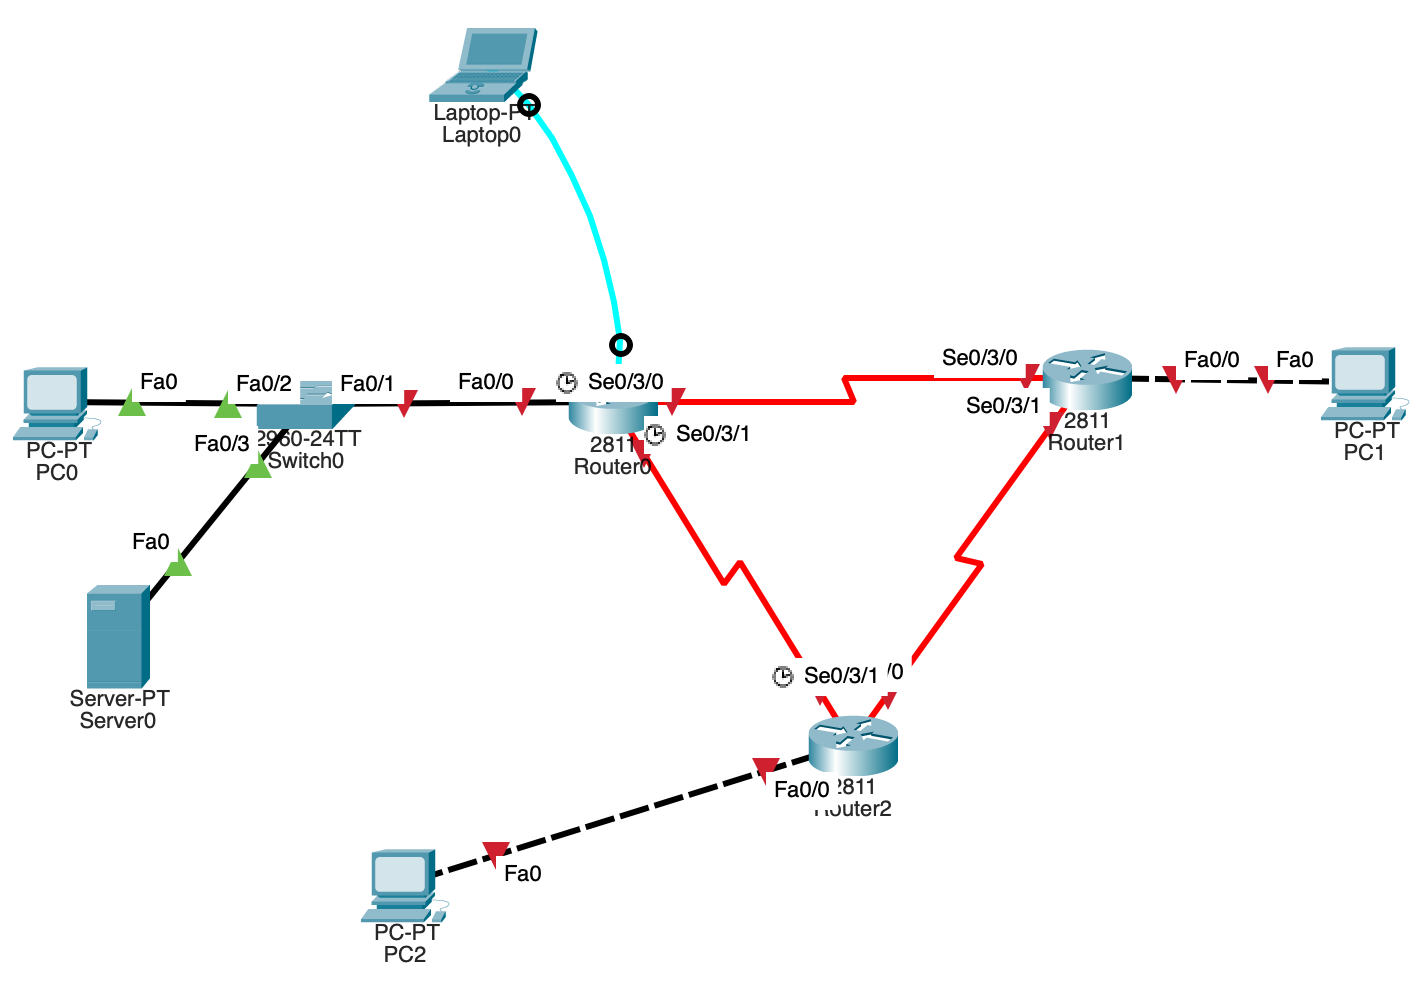 Laptop-PT
Laptop0
Fa0
Fa0/2
Fa0/1
Fa0/0
Se0/3/0
Se0/3/0
Fa0/0
Fa0
Se0/3/1
Se0/3/1
Fa0/3
2960-24TT
Switch0
PC-PT
PC0
2811
Router0
2811
Router1
PC-PT
PC1
Fa0
Server-PT
Server0
Se0/3/1
/0
Fa0/0
2811
Router2
Fa0
PC-PT
PC2